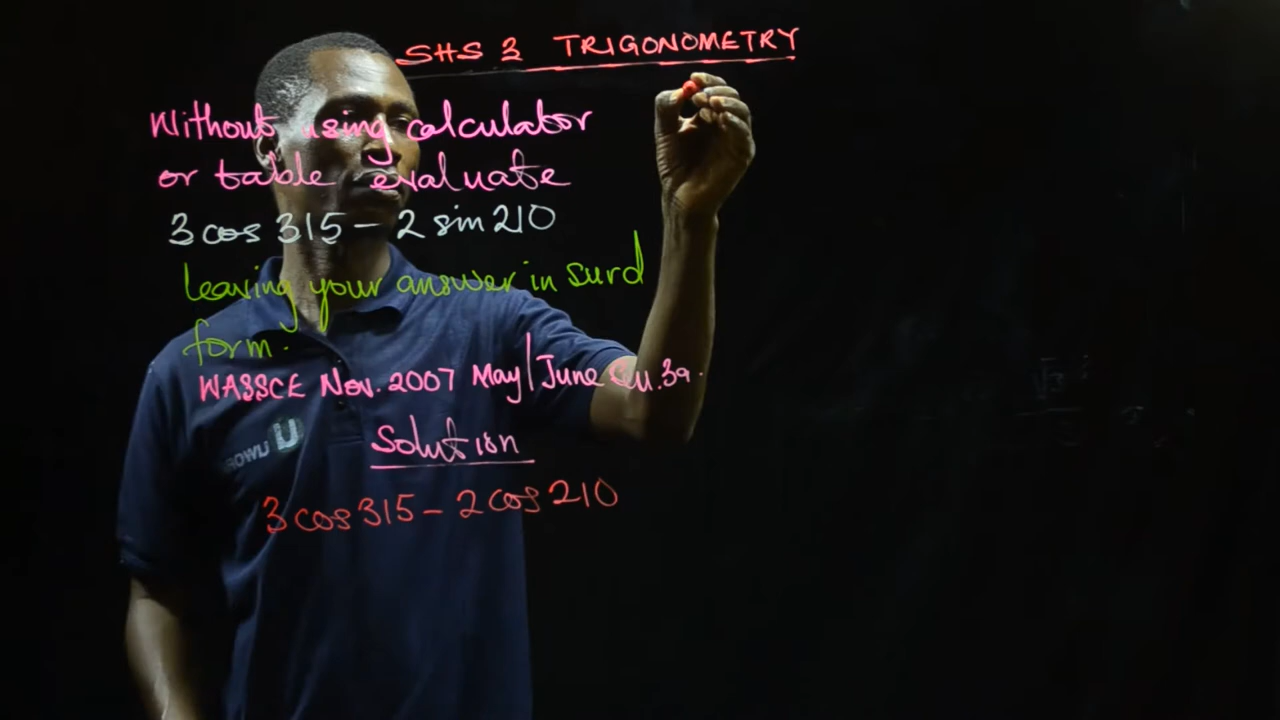 SHS 3 TRIGONOMETRY
Without using calculator
or table evaluate
3 cos 315 - 2 sin 210
leaving your answer in surd
form.
WASSCE Nov. 2007 May/June Qu. 3a.
Solution
3 cos 315 - 2 cos 210